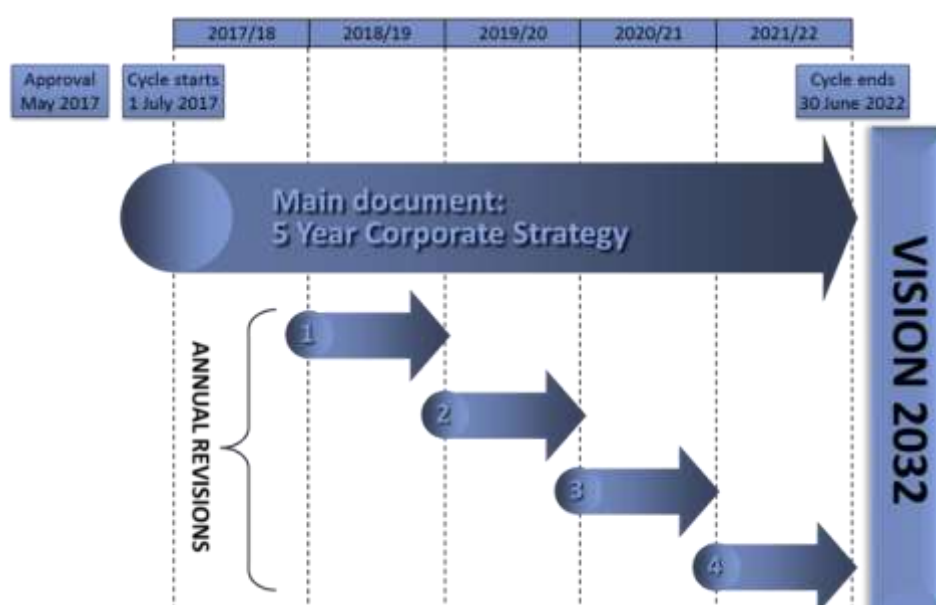 2017/18 2018/19 2019/20 2020/21 2021/22
Approval
May 2017
Cycle starts
1 July 2017
Cycle ends
30 June 2022
Main document:
5 Year Corporate Strategy
ANNUAL REVISIONS
1
2
3
4
VISION 2032